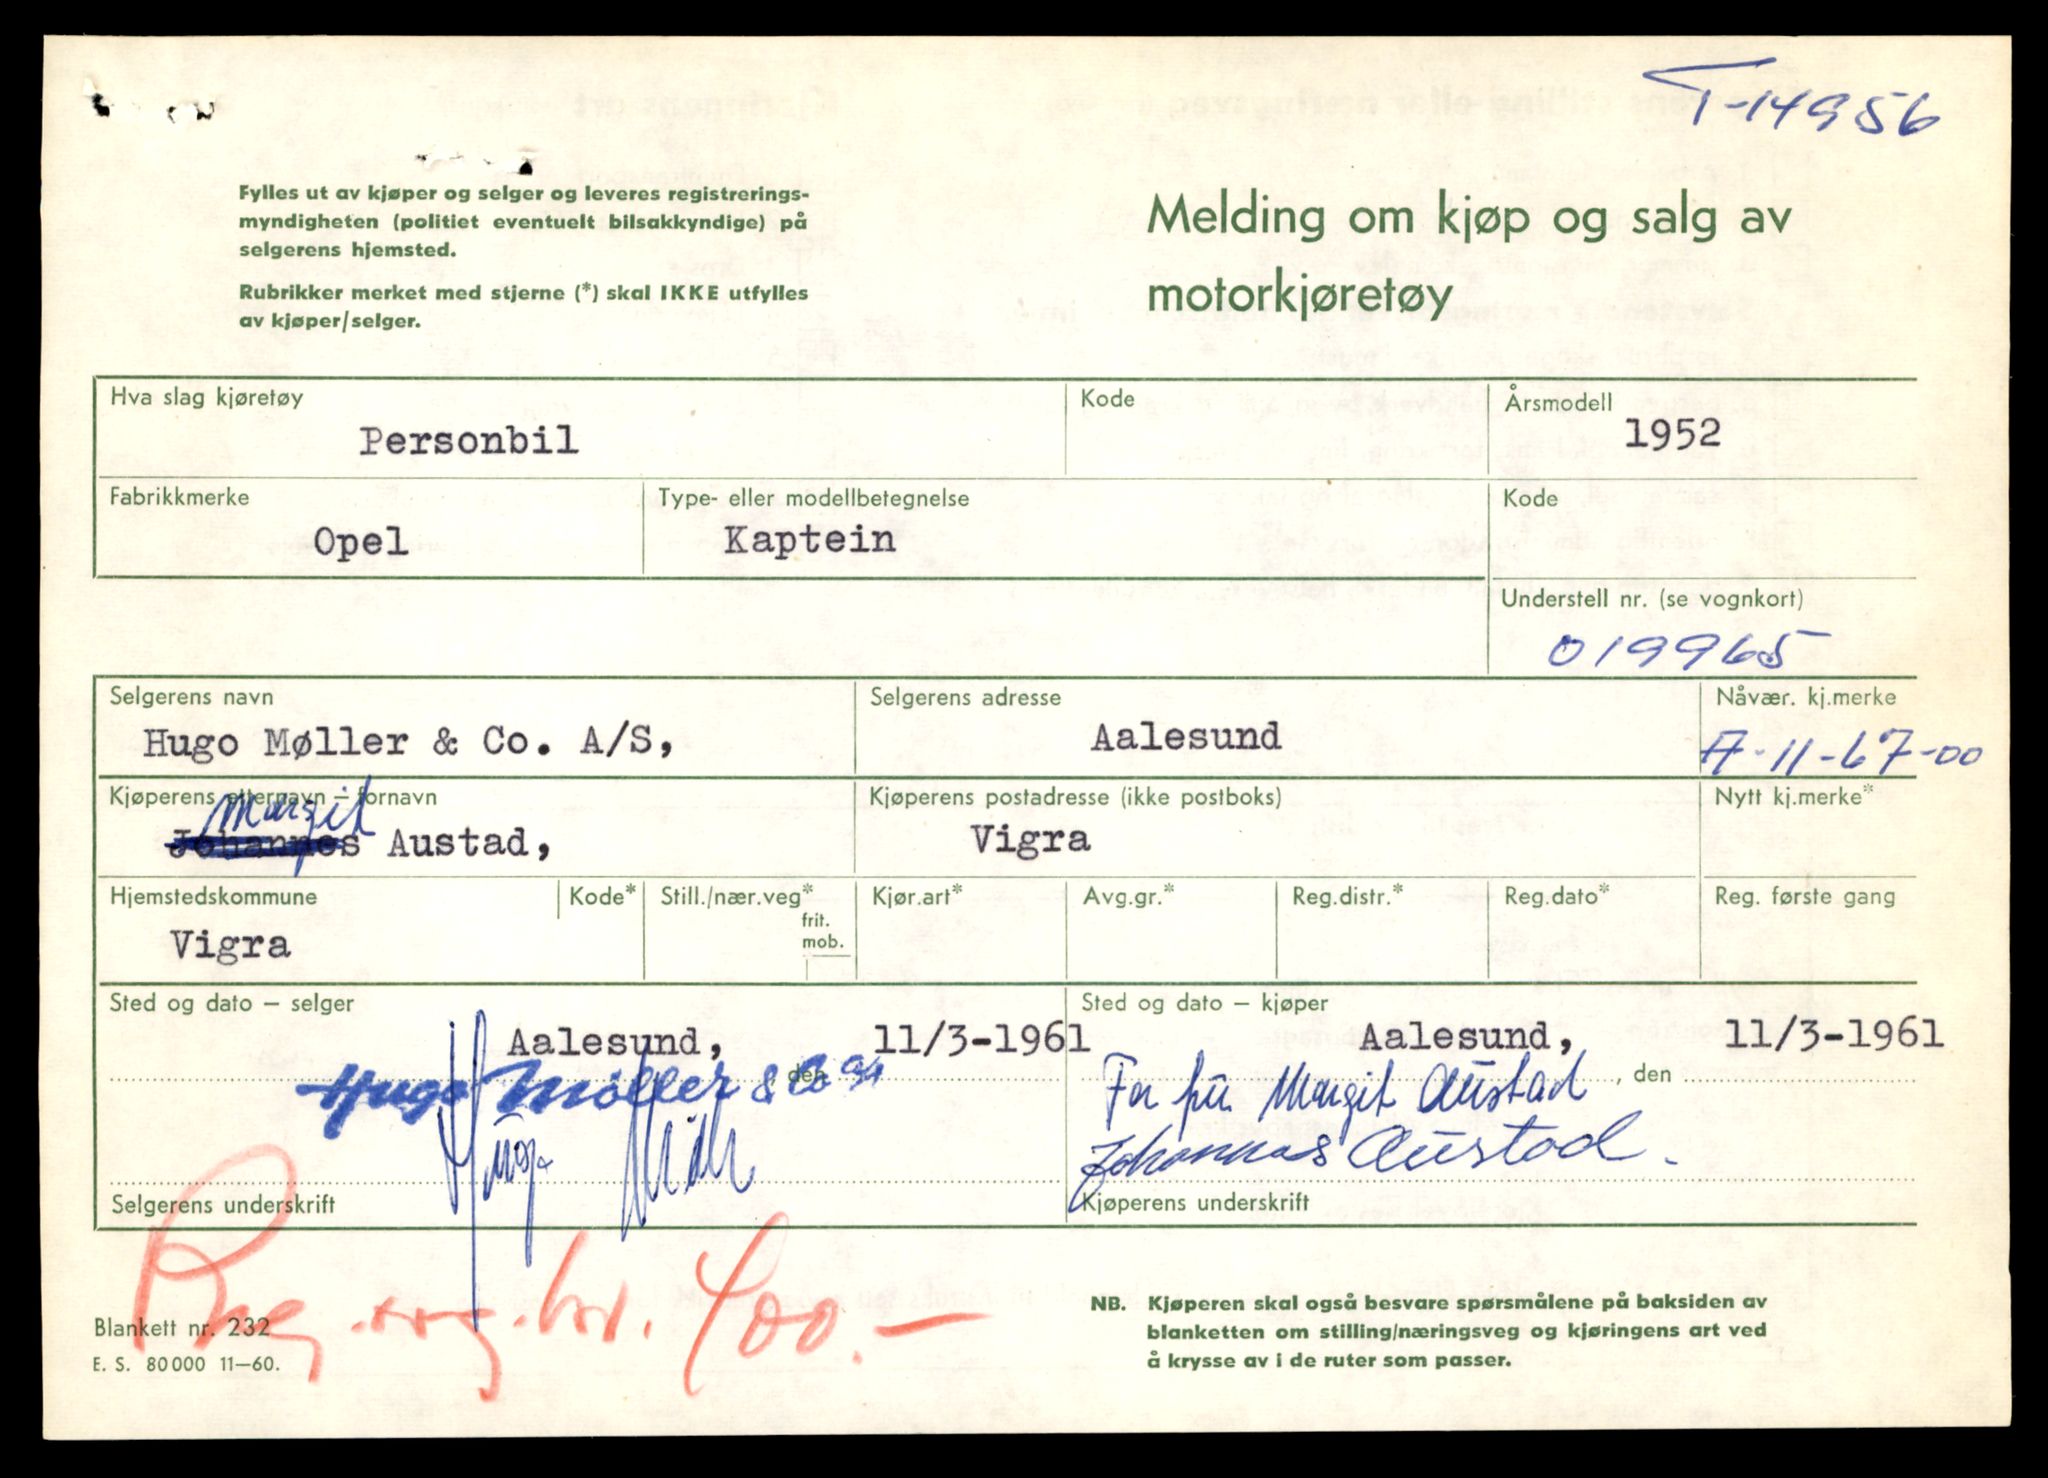 T-14956
Fylles ut av kjøper og selger og leveres registrerings-
myndigheten (politiet eventuelt bilsakkyndige) på
selgerens hjemsted.
Rubrikker merket med stjerne (*) skal IKKE utfylles
av kjøper/selger.
Melding om kjøp og salg av
motorkjøretøy
Hva slag kjøretøy
Personbil
Kode
Årsmodell
1952
Fabrikkmerke
Opel
Type- eller modellbetegnelse
Kaptein
Kode
Understell nr. (se vognkort)
019965
Selgerens navn
Hugo Møller & Co. A/S,
Selgerens adresse
Aalesund
Nåvær. kj.merke
A-11-67-00
Kjøperens etternavn – fornavn
Margit
Johannes Austad,
Kjøperens postadresse (ikke postboks)
Vigra
Nytt kj.merke*
Hjemstedskommune
Vigra
Kode*
Still./nær.veg*
frit.
mob.
Kjør.art*
Avg.gr.*
Reg.distr.*
Reg.dato*
Reg. første gang
Sted og dato – selger
Aalesund, 11/3-1961
, den
Hugo Møller & Co A/S
Selgerens underskrift
Sted og dato – kjøper
Aalesund, 11/3-1961
, den
For Margit Austad
Johannes Austad.
Kjøperens underskrift
Blankett nr. 232
E. S. 80 000 11—60.
NB. Kjøperen skal også besvare spørsmålene på baksiden av
blanketten om stilling/næringsveg og kjøringens art ved
å krysse av i de ruter som passer.